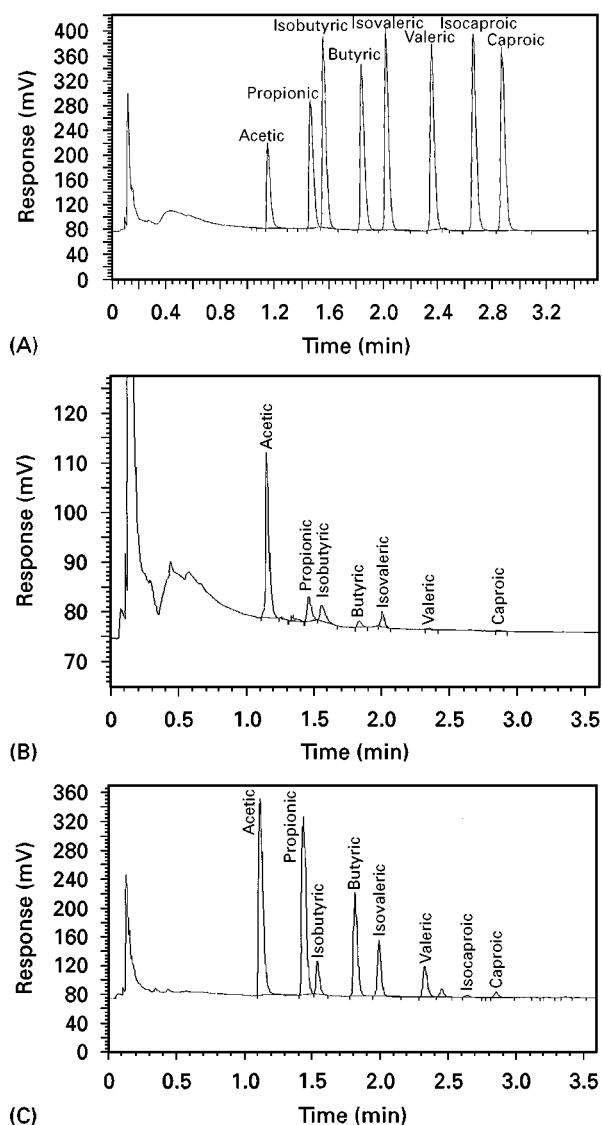 Isobutyric Isovaleric Isocaproic
Butyric Valeric Caproic
Propionic
Acetic
400
360
320
280
240
200
160
120
80
40
0
Response (mV)
0 0.4 0.8 1.2 1.6 2.0 2.4 2.8 3.2
(A) Time (min)
120
110
100
90
80
70
Response (mV)
Acetic
Propionic
Isobutyric
Butyric
Isovaleric
Valeric
Caproic
0 0.5 1.0 1.5 2.0 2.5 3.0 3.5
(B) Time (min)
360
320
280
240
200
160
120
80
40
0
Response (mV)
Acetic
Propionic
Isobutyric
Butyric
Isovaleric
Valeric
Isocaproic
Caproic
0 0.5 1.0 1.5 2.0 2.5 3.0 3.5
(C) Time (min)